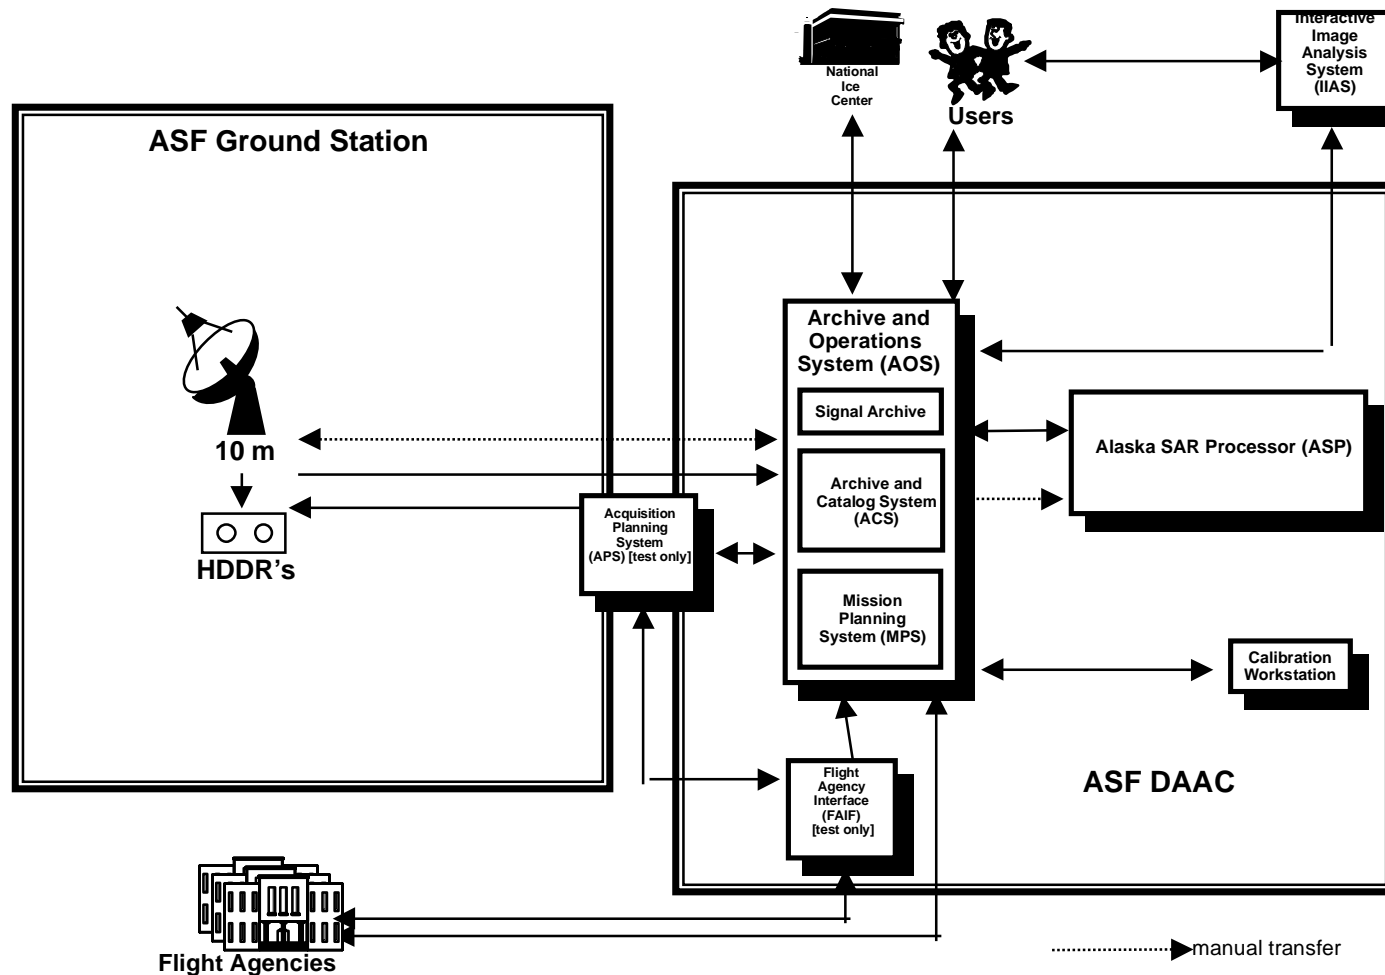 National
Ice
Center
Users
Interactive
Image
Analysis
System
(IIAS)
ASF Ground Station
10 m
HDDR's
Acquisition
Planning
System
(APS) [test only]
Archive and
Operations
System (AOS)
Signal Archive
Archive and
Catalog System
(ACS)
Mission
Planning
System (MPS)
Alaska SAR Processor (ASP)
Calibration
Workstation
Flight
Agency
Interface
(FAIF)
[test only]
ASF DAAC
Flight Agencies
manual transfer